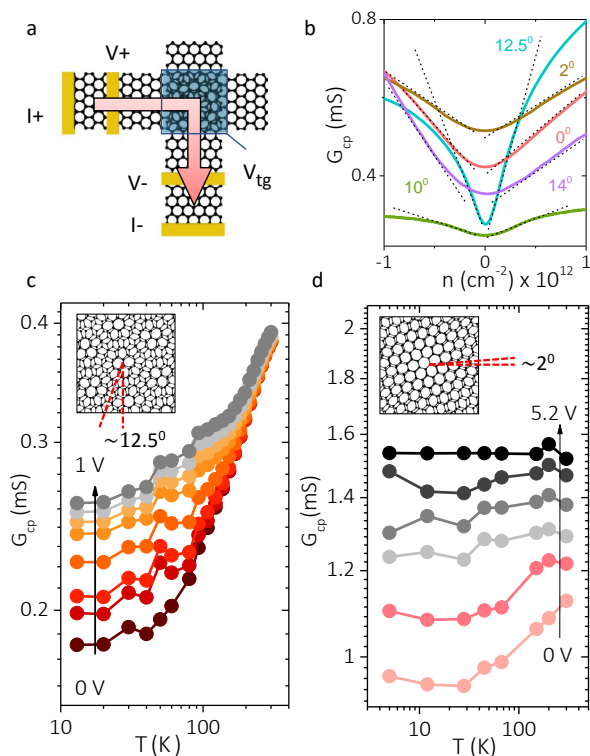 a
V+
I+
V-
I-
V_tg
b
G_cp (mS)
0.8
0.4
12.5⁰
2⁰
0⁰
14⁰
10⁰
-1
0
1
n (cm⁻²) x 10¹²
c
G_cp (mS)
0.4
0.3
0.2
~12.5⁰
1 V
0 V
10
100
T (K)
d
G_cp (mS)
2
1.8
1.6
1.4
1.2
1
~2⁰
5.2 V
0 V
10
100
T (K)